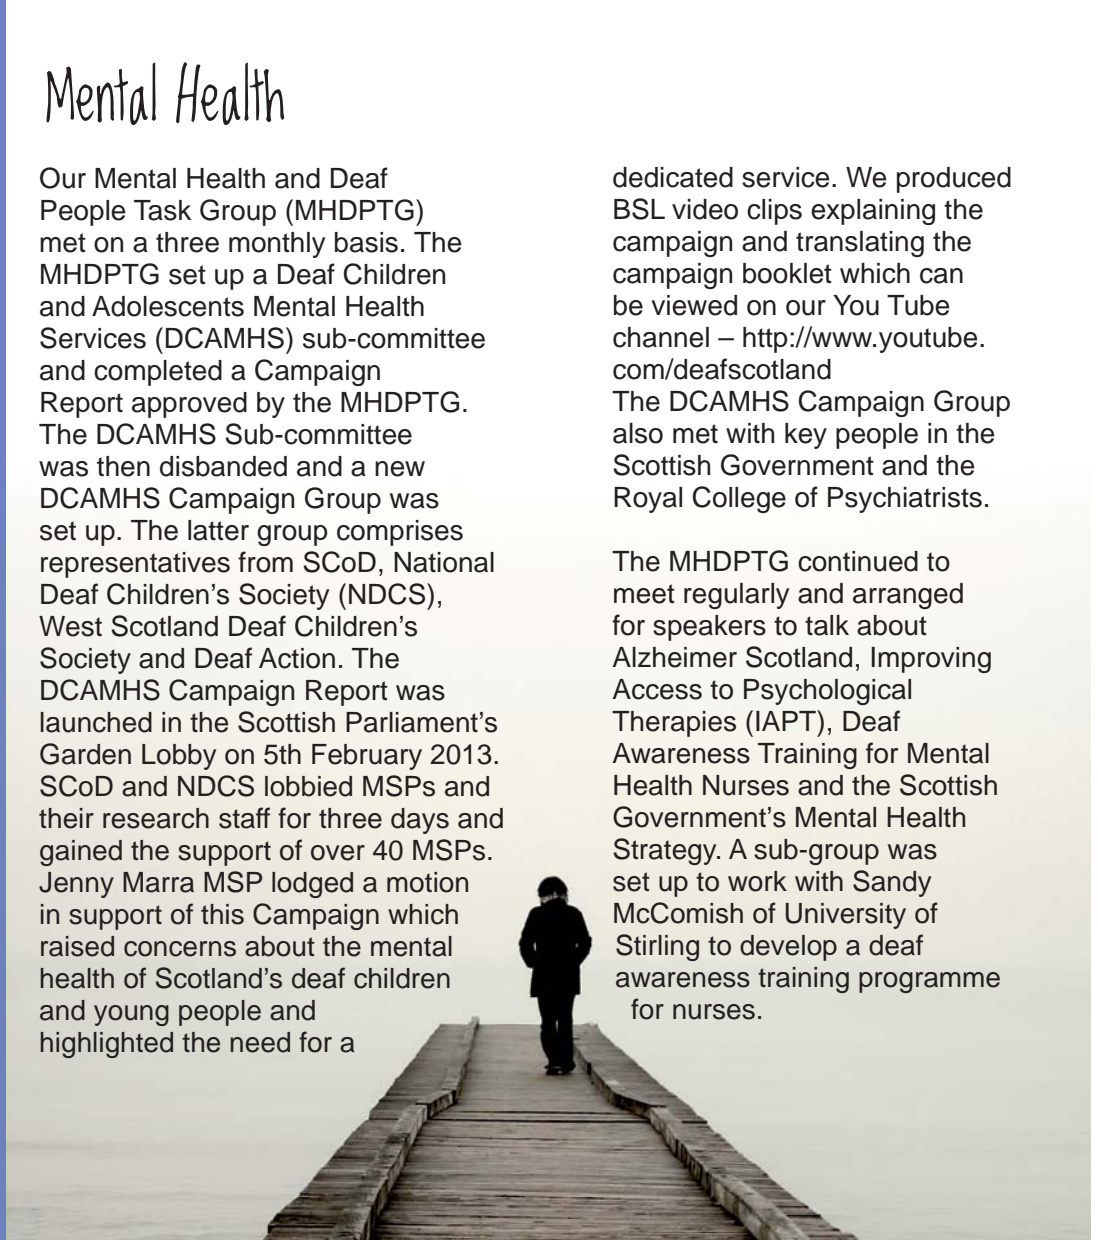 Mental Health
Our Mental Health and Deaf
People Task Group (MHDPTG)
met on a three monthly basis. The
MHDPTG set up a Deaf Children
and Adolescents Mental Health
Services (DCAMHS) sub-committee
and completed a Campaign
Report approved by the MHDPTG.
The DCAMHS Sub-committee
was then disbanded and a new
DCAMHS Campaign Group was
set up. The latter group comprises
representatives from SCoD, National
Deaf Children’s Society (NDCS),
West Scotland Deaf Children’s
Society and Deaf Action. The
DCAMHS Campaign Report was
launched in the Scottish Parliament’s
Garden Lobby on 5th February 2013.
SCoD and NDCS lobbied MSPs and
their research staff for three days and
gained the support of over 40 MSPs.
Jenny Marra MSP lodged a motion
in support of this Campaign which
raised concerns about the mental
health of Scotland’s deaf children
and young people and
highlighted the need for a
dedicated service. We produced
BSL video clips explaining the
campaign and translating the
campaign booklet which can
be viewed on our You Tube
channel – http://www.youtube.
com/deafscotland
The DCAMHS Campaign Group
also met with key people in the
Scottish Government and the
Royal College of Psychiatrists.
The MHDPTG continued to
meet regularly and arranged
for speakers to talk about
Alzheimer Scotland, Improving
Access to Psychological
Therapies (IAPT), Deaf
Awareness Training for Mental
Health Nurses and the Scottish
Government’s Mental Health
Strategy. A sub-group was
set up to work with Sandy
McComish of University of
Stirling to develop a deaf
awareness training programme
for nurses.